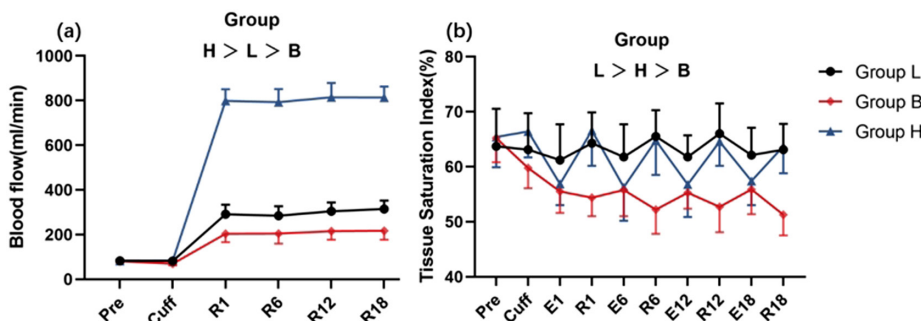 (a)
Group
H > L > B
Blood flow(ml/min)
1000
800
600
400
200
0
Pre
Cuff
R1
R6
R12
R18
(b)
Group
L > H > B
Tissue Saturation Index(%)
80
70
60
50
40
Pre
Cuff
E1
R1
E6
R6
E12
R12
E18
R18
Group L
Group B
Group H